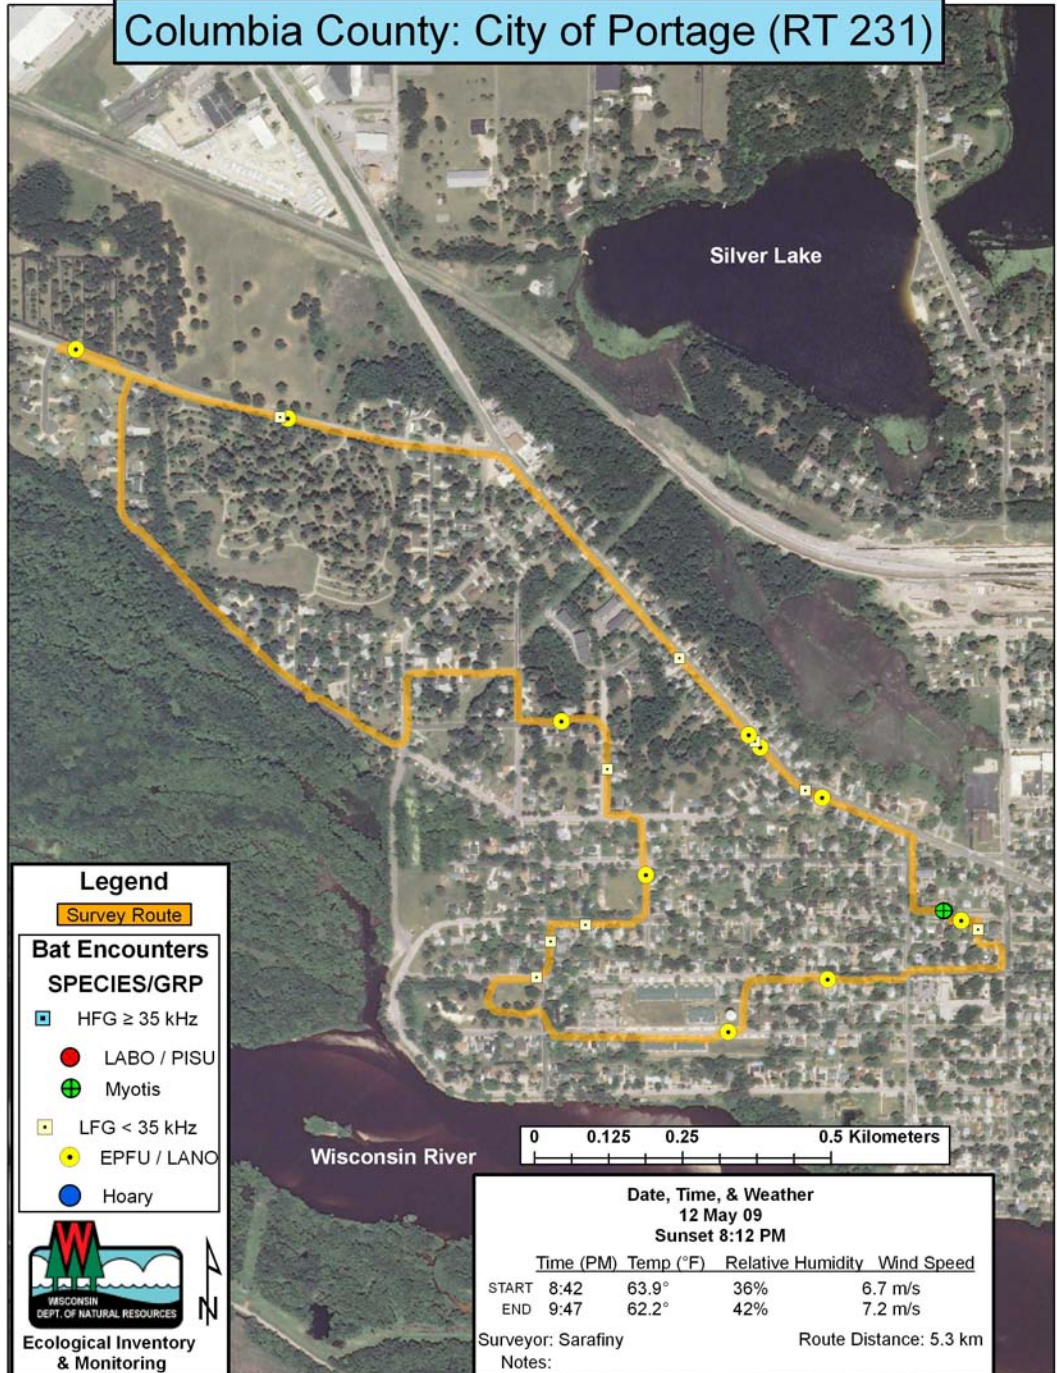 Columbia County: City of Portage (RT 231)
Silver Lake
Legend
Survey Route
Bat Encounters
SPECIES/GRP
HFG ≥ 35 kHz
LABO / PISU
Myotis
LFG < 35 kHz
EPFU / LANO
Hoary
W
WISCONSIN
DEPT. OF NATURAL RESOURCES
N
Ecological Inventory
& Monitoring
Wisconsin River
0 0.125 0.25 0.5 Kilometers
Date, Time, & Weather
12 May 09
Sunset 8:12 PM
Time (PM) Temp (°F) Relative Humidity Wind Speed
START 8:42 63.9° 36% 6.7 m/s
END 9:47 62.2° 42% 7.2 m/s
Surveyor: Sarafiny Route Distance: 5.3 km
Notes: